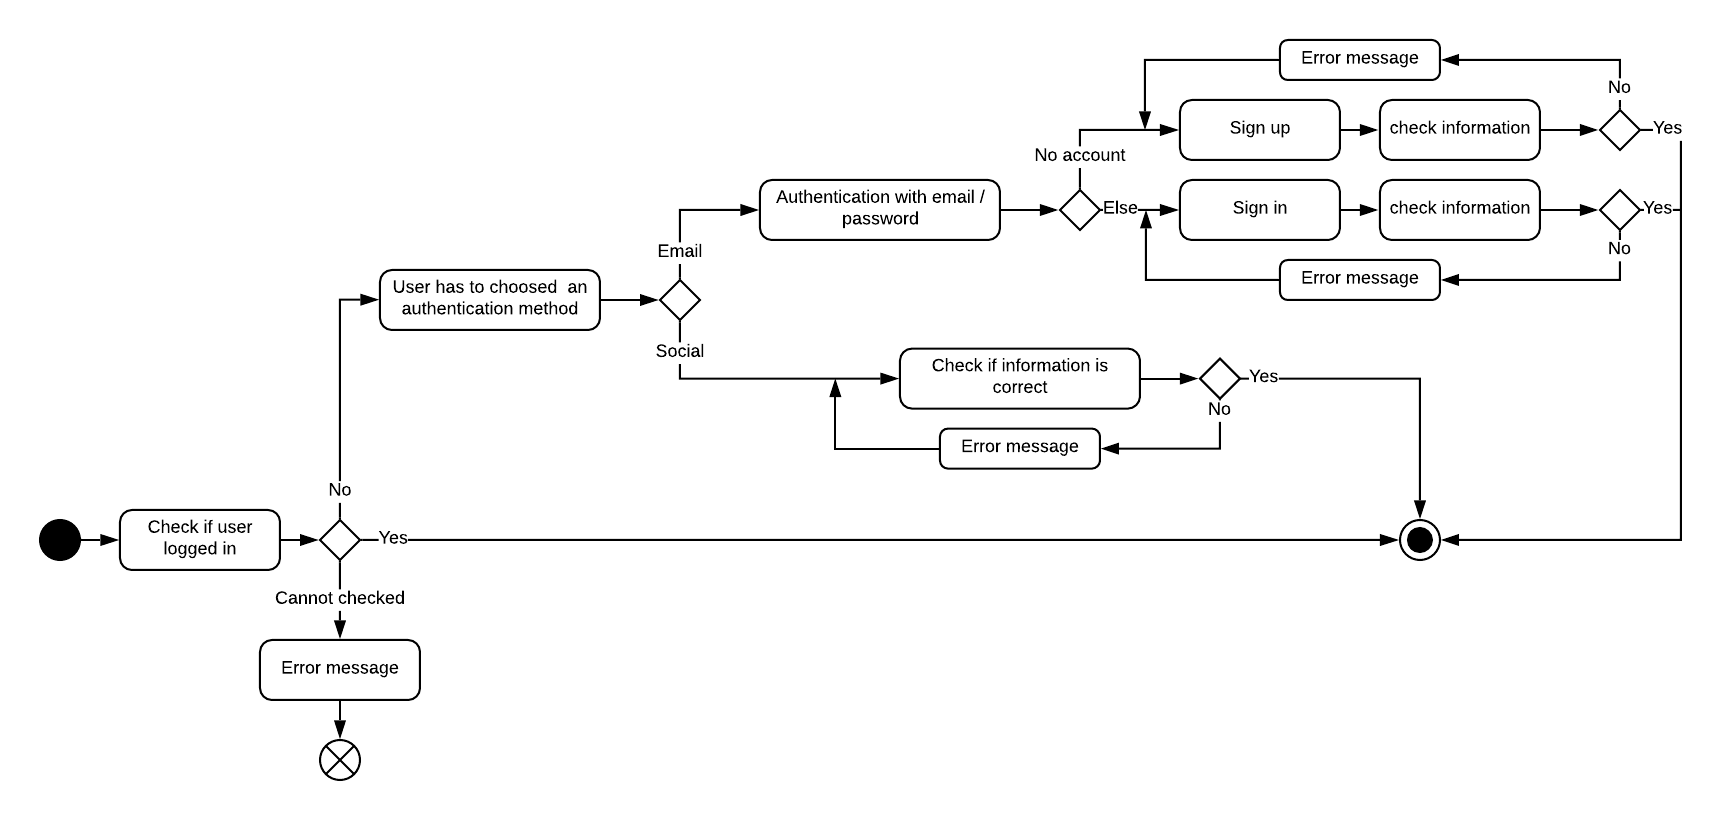 Error message
No
Sign up
check information
Yes
No account
Authentication with email /
password
Else
Sign in
check information
Yes
Email
No
Error message
User has to choosed  an
authentication method
Social
Check if information is
correct
Yes
No
Error message
No
Check if user
logged in
Yes
Cannot checked
Error message